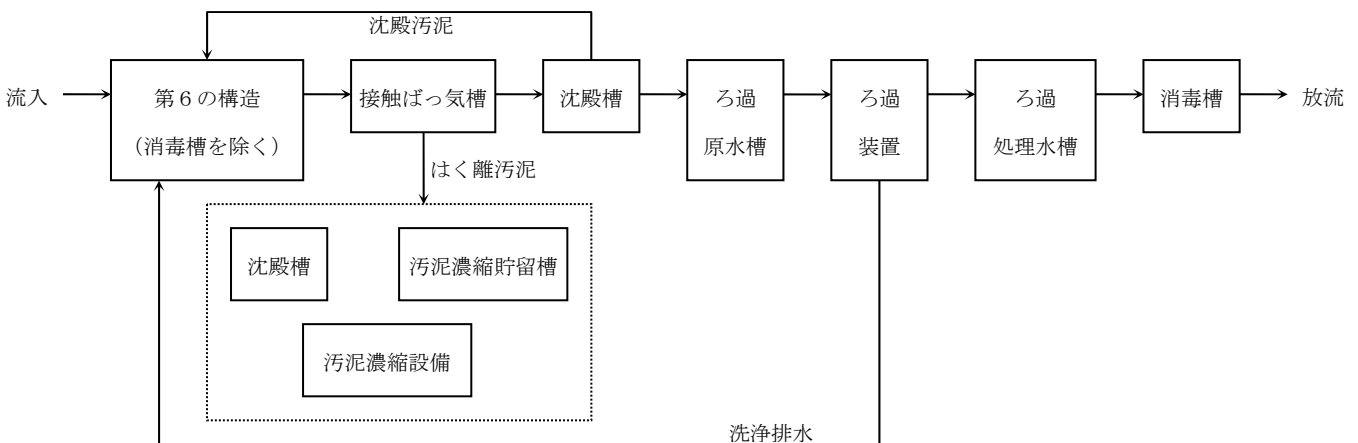 沈殿汚泥
流入
第６の構造
（消毒槽を除く）
接触ばっ気槽
沈殿槽
ろ過
原水槽
ろ過
装置
ろ過
処理水槽
消毒槽
放流
はく離汚泥
沈殿槽
汚泥濃縮貯留槽
汚泥濃縮設備
洗浄排水